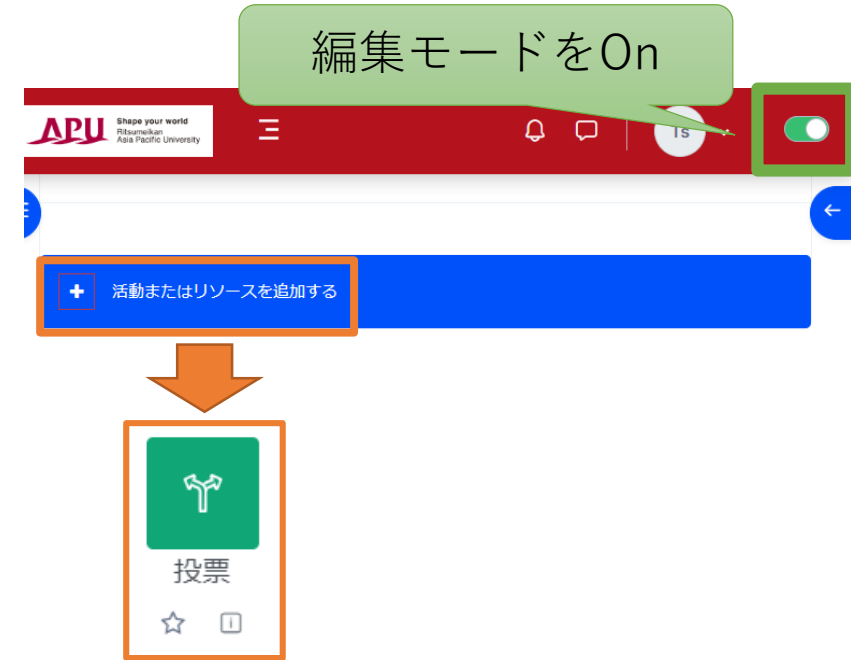 編集モードをOn
APU
Shape your world
Ritsumeikan
Asia Pacific University
Ts
活動またはリソースを追加する
投票